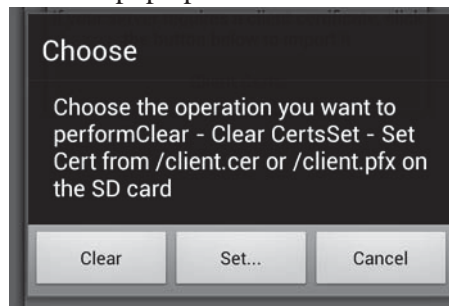 Choose
Choose the operation you want to
performClear - Clear CertsSet - Set
Cert from /client.cer or /client.pfx on
the SD card
Clear
Set...
Cancel